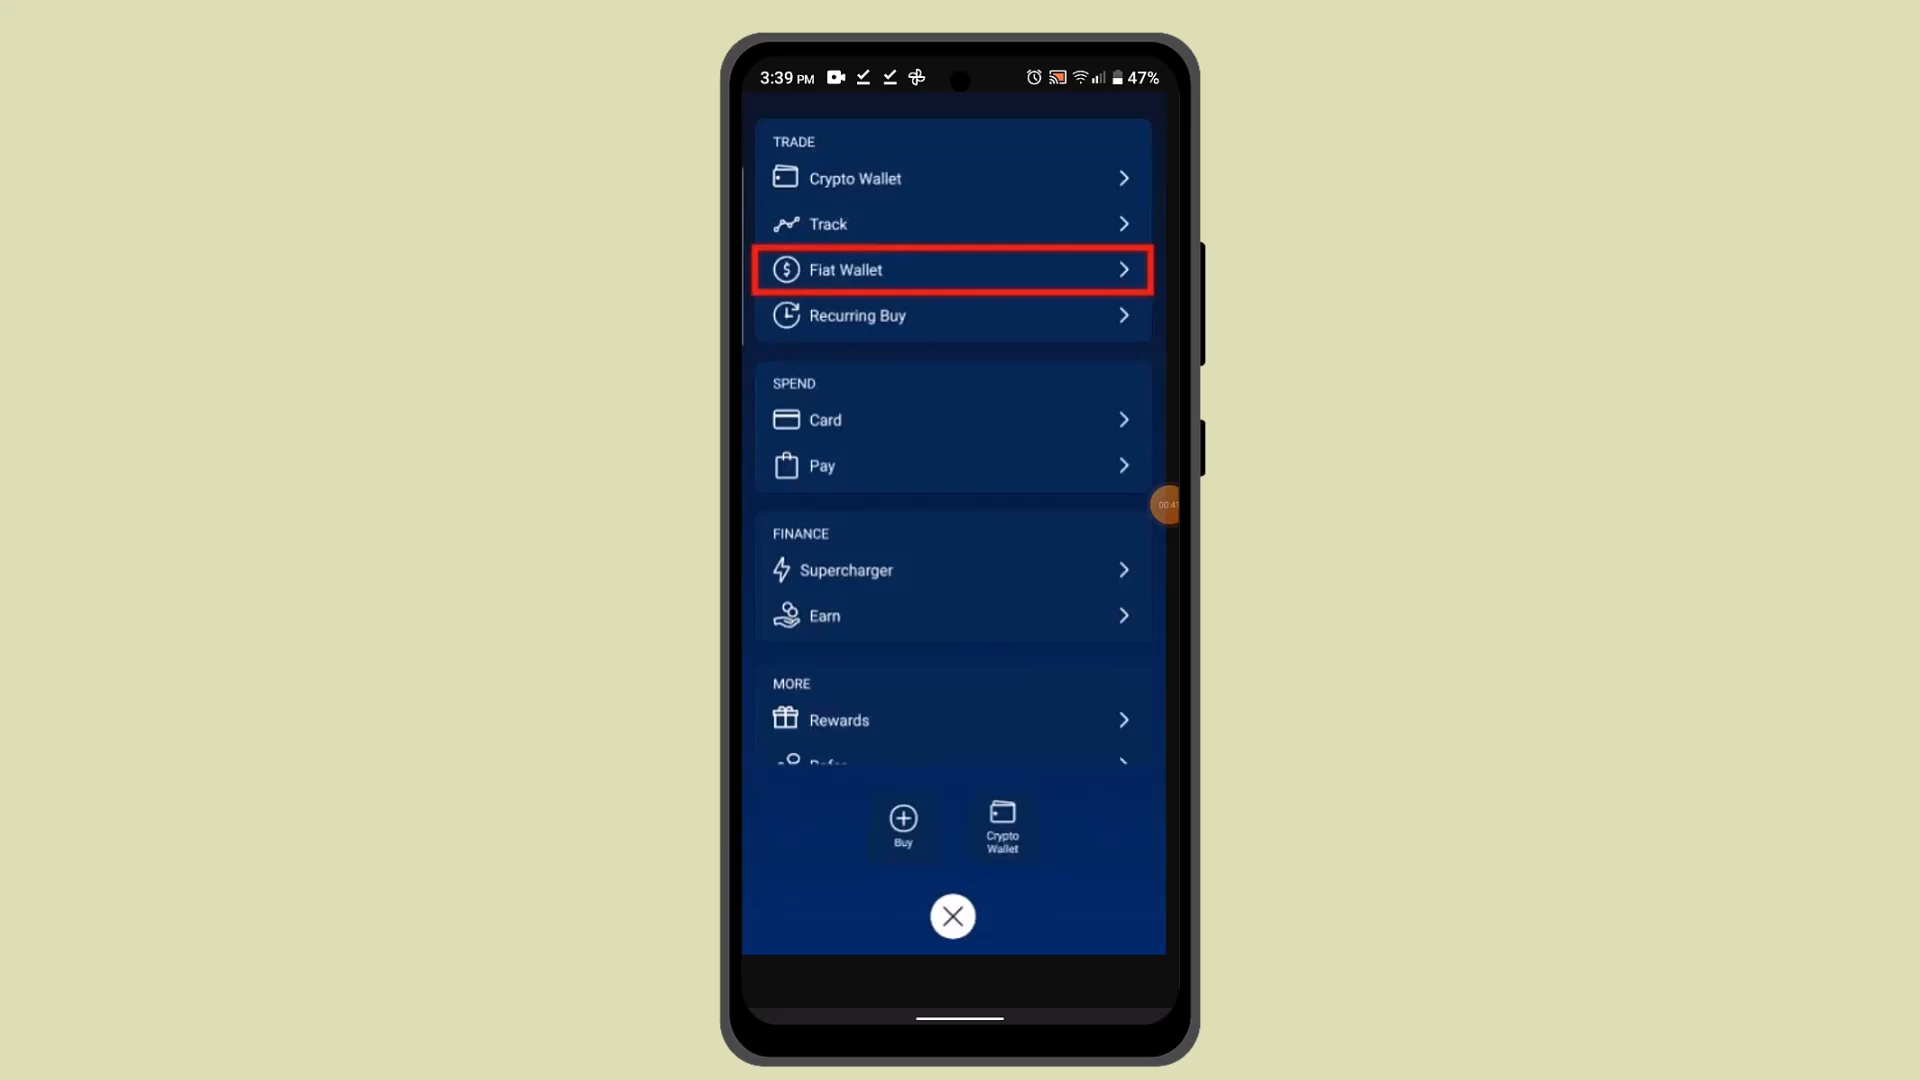 3:39 PM
47%
TRADE
Crypto Wallet
Track
Fiat Wallet
Recurring Buy
SPEND
Card
Pay
FINANCE
Supercharger
Earn
MORE
Rewards
Buy
Crypto
Wallet